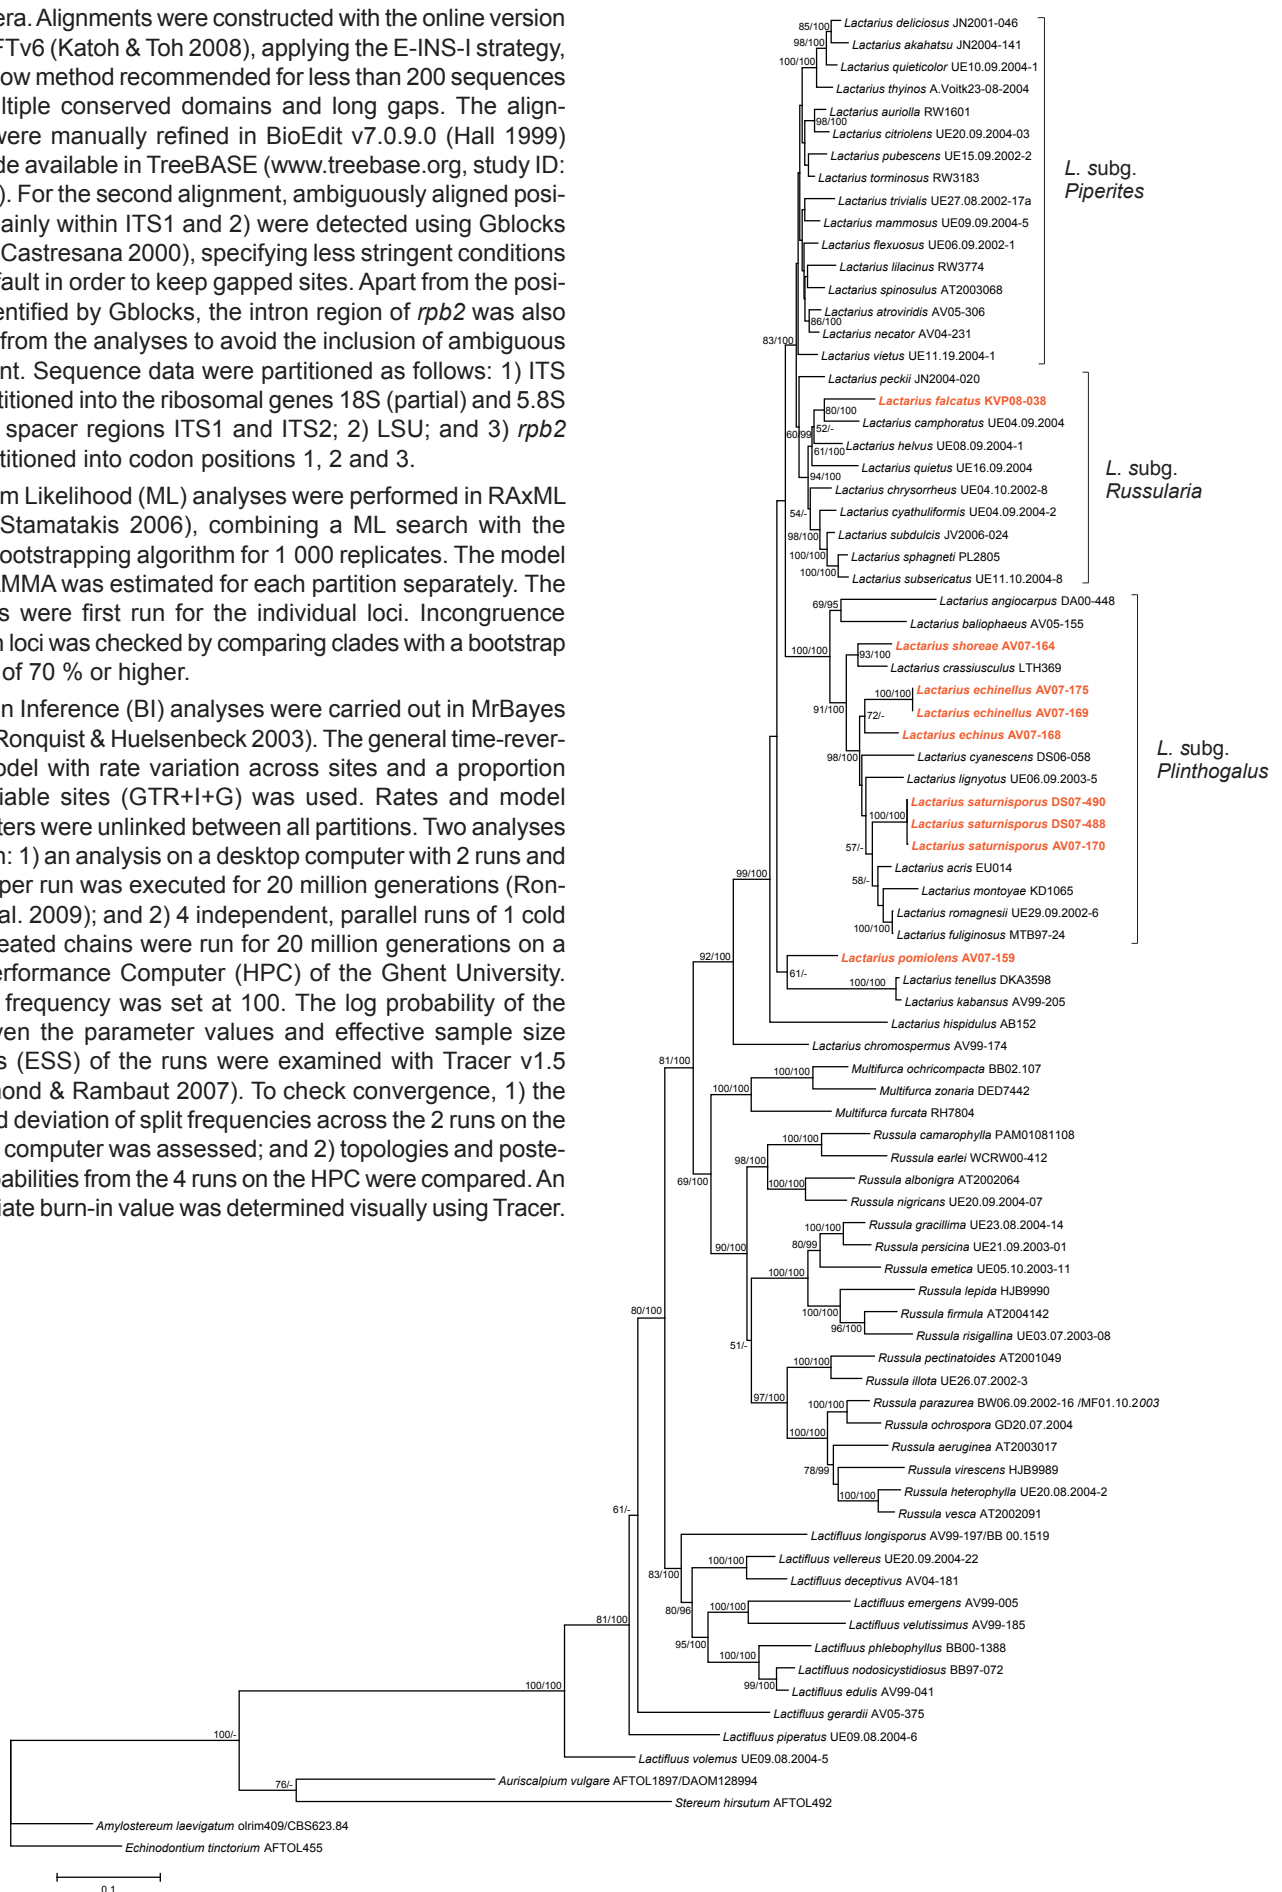 era. Alignments were constructed with the online version
FTv6 (Katoh & Toh 2008), applying the E-INS-I strategy,
ow method recommended for less than 200 sequences
ltiple conserved domains and long gaps. The align-
were manually refined in BioEdit v7.0.9.0 (Hall 1999)
de available in TreeBASE (www.treebase.org, study ID:
). For the second alignment, ambiguously aligned posi-
ainly within ITS1 and 2) were detected using Gblocks
Castresana 2000), specifying less stringent conditions
fault in order to keep gapped sites. Apart from the posi-
entified by Gblocks, the intron region of rpb2 was also
from the analyses to avoid the inclusion of ambiguous
nt. Sequence data were partitioned as follows: 1) ITS
titioned into the ribosomal genes 18S (partial) and 5.8S
spacer regions ITS1 and ITS2; 2) LSU; and 3) rpb2
titioned into codon positions 1, 2 and 3.
m Likelihood (ML) analyses were performed in RAxML
Stamatakis 2006), combining a ML search with the
ootstrapping algorithm for 1 000 replicates. The model
AMMA was estimated for each partition separately. The
s were first run for the individual loci. Incongruence
n loci was checked by comparing clades with a bootstrap
of 70 % or higher.
n Inference (BI) analyses were carried out in MrBayes
Ronquist & Huelsenbeck 2003). The general time-rever-
odel with rate variation across sites and a proportion
iable sites (GTR+I+G) was used. Rates and model
ters were unlinked between all partitions. Two analyses
n: 1) an analysis on a desktop computer with 2 runs and
per run was executed for 20 million generations (Ron-
al. 2009); and 2) 4 independent, parallel runs of 1 cold
eated chains were run for 20 million generations on a
erformance Computer (HPC) of the Ghent University.
frequency was set at 100. The log probability of the
ven the parameter values and effective sample size
s (ESS) of the runs were examined with Tracer v1.5
nond & Rambaut 2007). To check convergence, 1) the
d deviation of split frequencies across the 2 runs on the
computer was assessed; and 2) topologies and poste-
babilities from the 4 runs on the HPC were compared. An
iate burn-in value was determined visually using Tracer.
85/100 Lactarius deliciosus JN2001-046
98/100 Lactarius akahatsu JN2004-141
100/100 Lactarius quieticolor UE10.09.2004-1
Lactarius thyinos A.Voitk23-08-2004
Lactarius auriolla RW1601
98/100
Lactarius citriolens UE20.09.2004-03
Lactarius pubescens UE15.09.2002-2
Lactarius torminosus RW3183
L. subg.
Piperites
Lactarius trivialis UE27.08.2002-17a
Lactarius mammosus UE09.09.2004-5
Lactarius flexuosus UE06.09.2002-1
Lactarius lilacinus RW3774
Lactarius spinosulus AT2003068
Lactarius atroviridis AV05-306
86/100
Lactarius necator AV04-231
83/100
Lactarius vietus UE11.19.2004-1
Lactarius peckii JN2004-020
Lactarius falcatus KVP08-038
80/100
Lactarius camphoratus UE04.09.2004
52/-
60/99
Lactarius helvus UE08.09.2004-1
61/100
Lactarius quietus UE16.09.2004
94/100
L. subg.
Russularia
Lactarius chrysorrheus UE04.10.2002-8
54/-
Lactarius cyathuliformis UE04.09.2004-2
98/100
Lactarius subdulcis JV2006-024
100/100
Lactarius sphagneti PL2805
100/100
Lactarius subsericatus UE11.10.2004-8
69/95
Lactarius angiocarpus DA00-448
Lactarius baliophaeus AV05-155
100/100
Lactarius shoreae AV07-164
93/100
Lactarius crassiusculus LTH369
100/100
Lactarius echinellus AV07-175
91/100
Lactarius echinellus AV07-169
72/-
Lactarius echinus AV07-168
98/100
Lactarius cyanescens DS06-058
L. subg.
Plinthogalus
Lactarius lignyotus UE06.09.2003-5
Lactarius saturnisporus DS07-490
100/100
Lactarius saturnisporus DS07-488
57/-
Lactarius saturnisporus AV07-170
99/100
Lactarius acris EU014
58/-
Lactarius montoyae KD1065
Lactarius romagnesii UE29.09.2002-6
100/100
Lactarius fuliginosus MTB97-24
92/100
Lactarius pomiolens AV07-159
61/-
100/100
Lactarius tenellus DKA3598
Lactarius kabansus AV99-205
Lactarius hispidulus AB152
Lactarius chromospermus AV99-174
81/100
100/100
Multifurca ochricompacta BB02.107
100/100
Multifurca zonaria DED7442
Multifurca furcata RH7804
100/100
Russula camarophylla PAM01081108
98/100
Russula earlei WCRW00-412
69/100
100/100
Russula albonigra AT2002064
Russula nigricans UE20.09.2004-07
100/100
Russula gracillima UE23.08.2004-14
80/99
Russula persicina UE21.09.2003-01
90/100
Russula emetica UE05.10.2003-11
100/100
Russula lepida HJB9990
100/100
Russula firmula AT2004142
96/100
Russula risigallina UE03.07.2003-08
80/100
51/-
Russula pectinatoides AT2001049
100/100
Russula illota UE26.07.2002-3
97/100
100/100
Russula parazurea BW06.09.2002-16 /MF01.10.2003
Russula ochrospora GD20.07.2004
100/100
Russula aeruginea AT2003017
78/99
Russula virescens HJB9989
100/100
Russula heterophylla UE20.08.2004-2
Russula vesca AT2002091
61/-
Lactifluus longisporus AV99-197/BB 00.1519
100/100
Lactifluus vellereus UE20.09.2004-22
83/100
Lactifluus deceptivus AV04-181
80/96
100/100
Lactifluus emergens AV99-005
81/100
Lactifluus velutissimus AV99-185
95/100
Lactifluus phlebophyllus BB00-1388
100/100
Lactifluus nodosicystidiosus BB97-072
99/100
Lactifluus edulis AV99-041
100/100
Lactifluus gerardii AV05-375
Lactifluus piperatus UE09.08.2004-6
100/-
Lactifluus volemus UE09.08.2004-5
76/-
Auriscalpium vulgare AFTOL1897/DAOM128994
Stereum hirsutum AFTOL492
Amylostereum laevigatum olrim409/CBS623.84
Echinodontium tinctorium AFTOL455
0.1